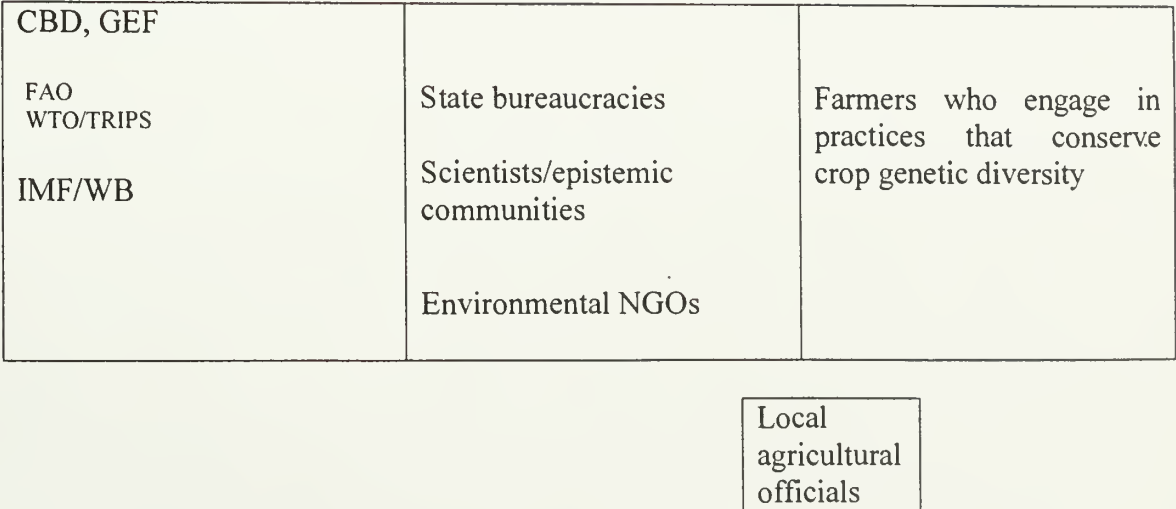 CBD, GEF
FAO
WTO/TRIPS
IMF/WB
State bureaucracies
Scientists/epistemic
communities
Environmental NGOs
Farmers who engage in
practices that conserve
crop genetic diversity
Local
agricultural
officials